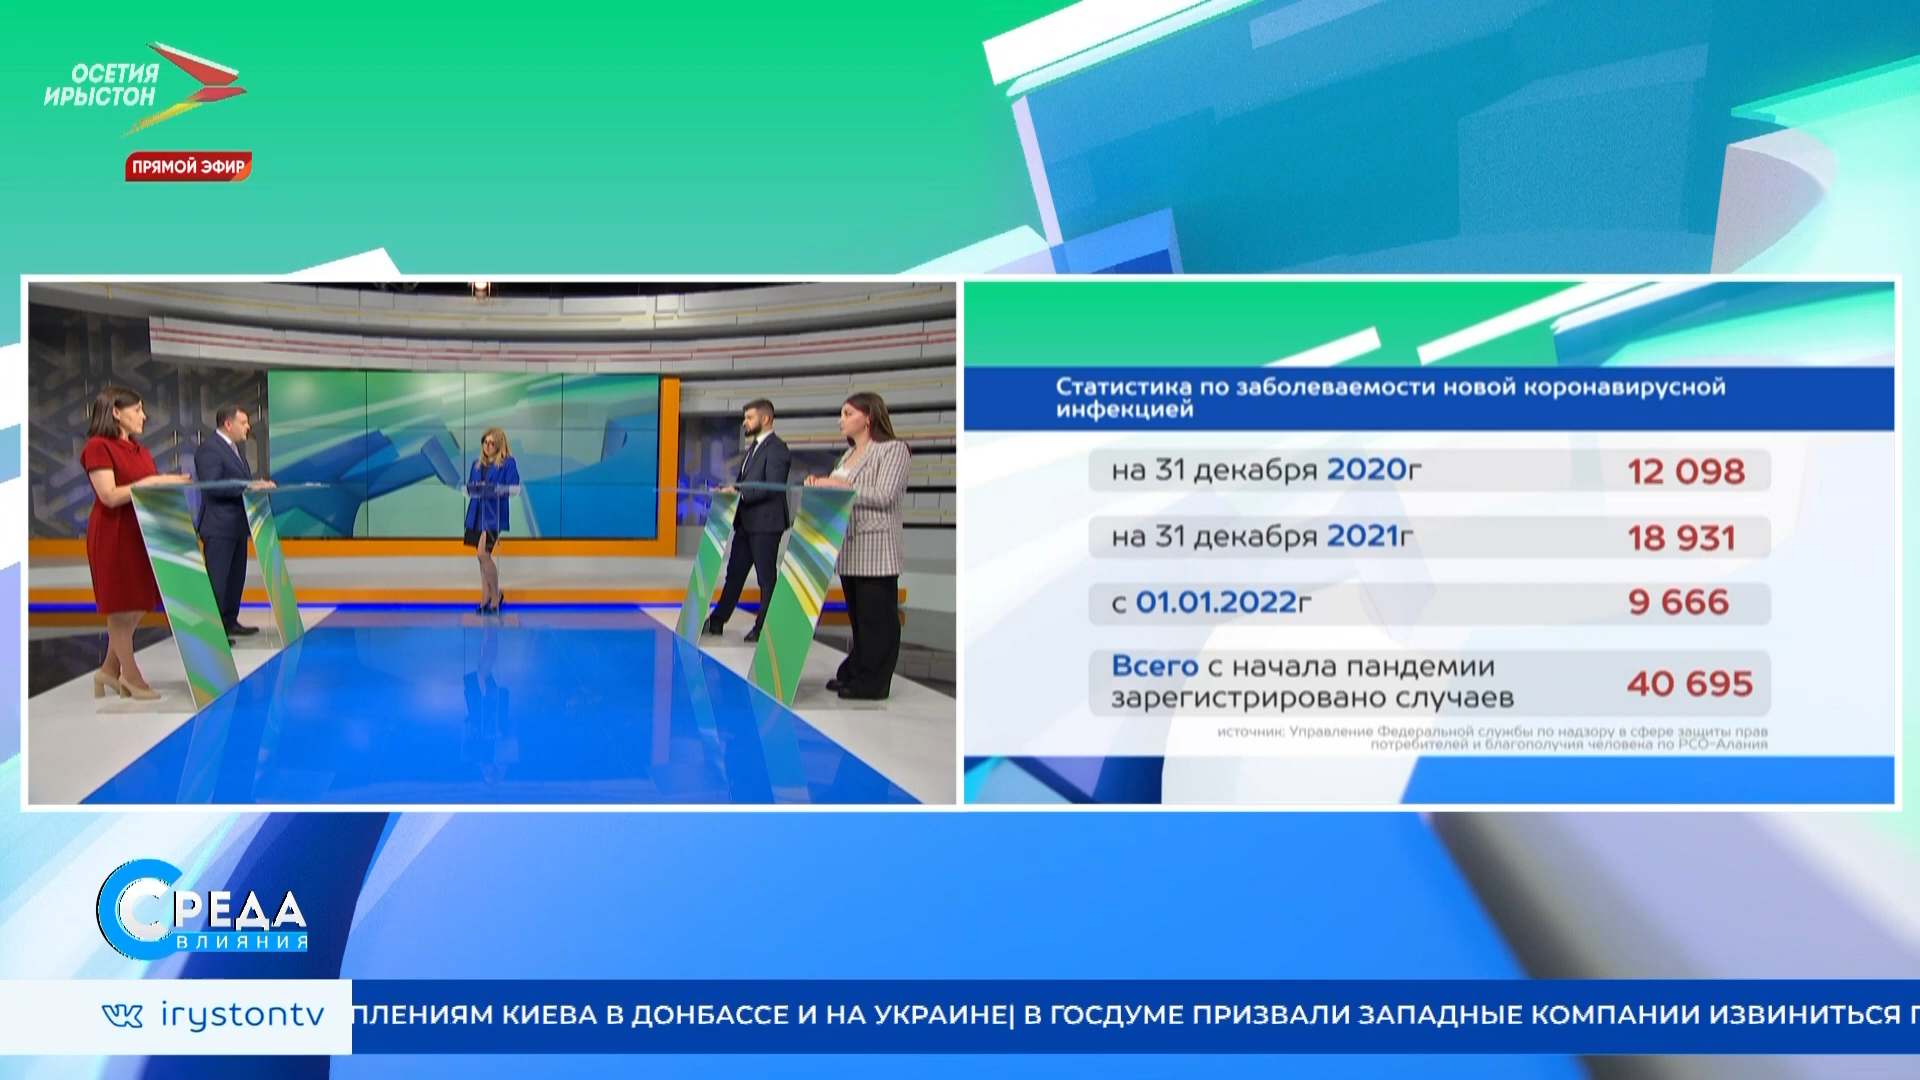 ОСЕТИЯ
ИРЫСТОН
ПРЯМОЙ ЭФИР
Статистика по заболеваемости новой коронавирусной
инфекцией
на 31 декабря 2020г 12 098
на 31 декабря 2021г 18 931
с 01.01.2022г 9 666
Всего с начала пандемии
зарегистрировано случаев 40 695
источник: Управление Федеральной службы по надзору в сфере защиты прав
потребителей и благополучия человека по РСО-Алания
СРЕДА
ВЛИЯНИЯ
irystontv
ПЛЕНИЯМ КИЕВА В ДОНБАССЕ И НА УКРАИНЕ| В ГОСДУМЕ ПРИЗВАЛИ ЗАПАДНЫЕ КОМПАНИИ ИЗВИНИТЬСЯ П